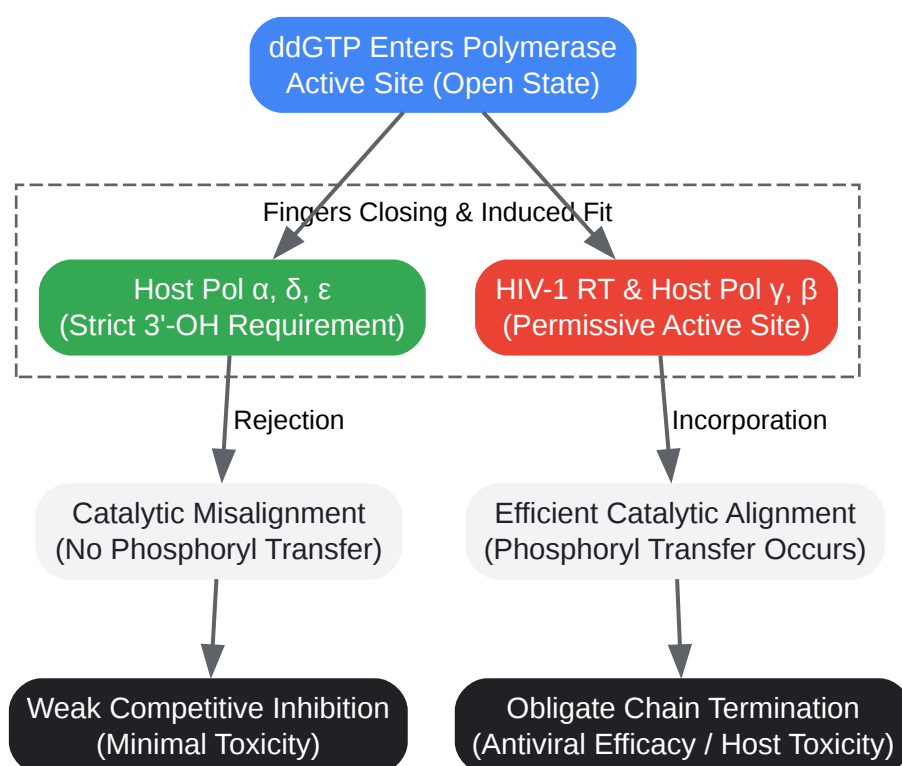 ddGTP Enters Polymerase
Active Site (Open State)
Fingers Closing & Induced Fit
Host Pol α, δ, ε
(Strict 3'-OH Requirement)
HIV-1 RT & Host Pol γ, β
(Permissive Active Site)
Rejection
Incorporation
Catalytic Misalignment
(No Phosphoryl Transfer)
Efficient Catalytic Alignment
(Phosphoryl Transfer Occurs)
Weak Competitive Inhibition
(Minimal Toxicity)
Obligate Chain Termination
(Antiviral Efficacy / Host Toxicity)